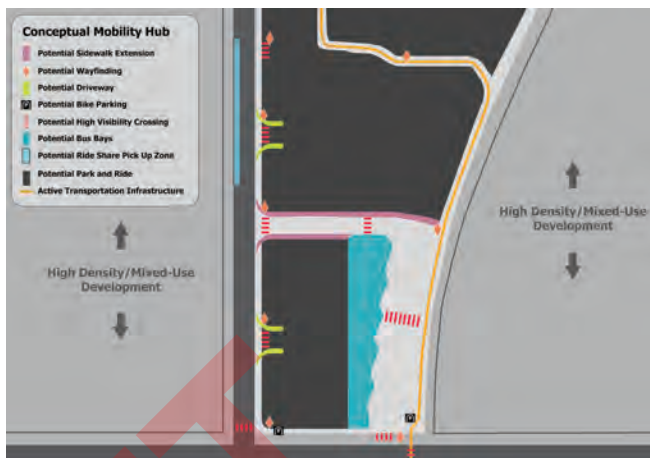 Conceptual Mobility Hub
Potential Sidewalk Extension
Potential Wayfinding
Potential Driveway
Potential Bike Parking
Potential High Visibility Crossing
Potential Bus Bays
Potential Ride Share Pick Up Zone
Potential Park and Ride
Active Transportation Infrastructure
High Density/Mixed-Use
Development
High Density/Mixed-Use
Development